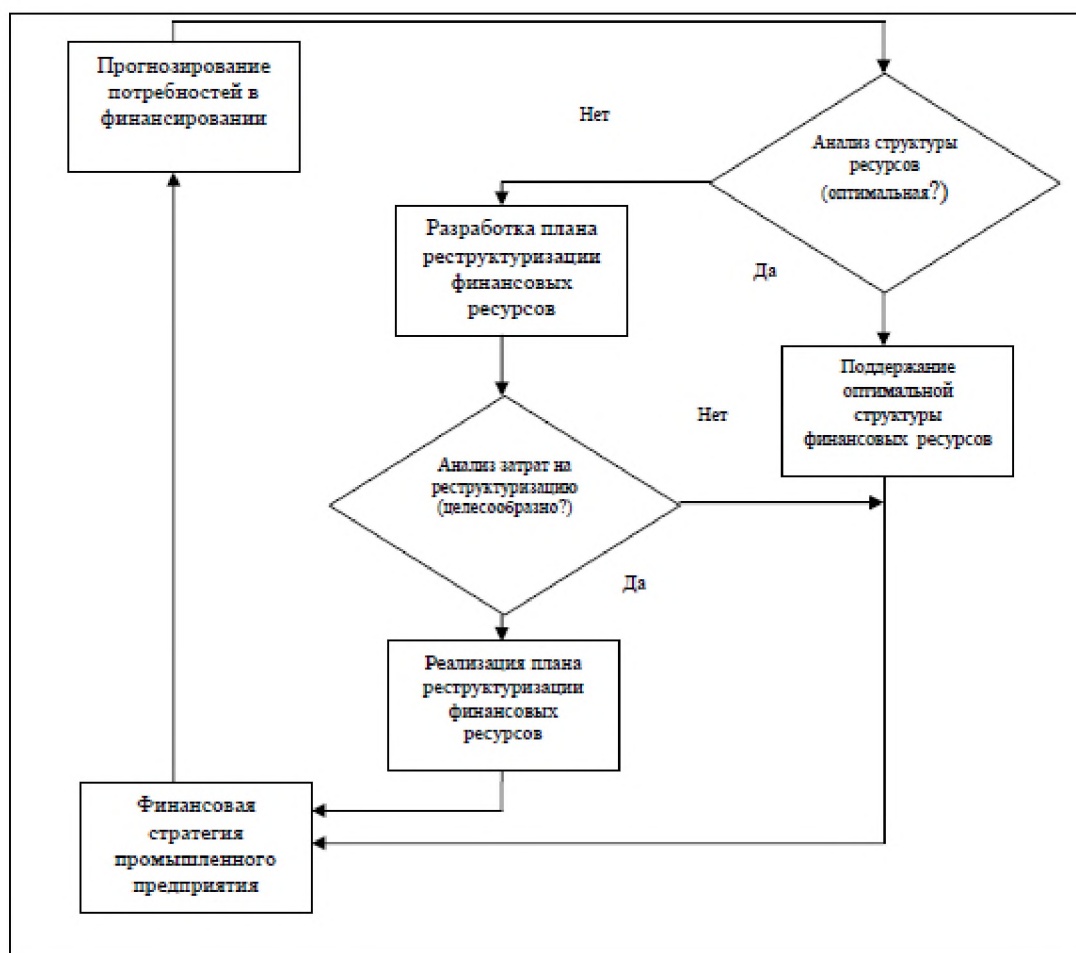 Прогнозирование
потребностей в
финансировании
Нет
Анализ структуры
ресурсов
(оптимальная?)
Разработка плана
реструктуризации
финансовых
ресурсов
Да
Поддержание
оптимальной
структуры
финансовых ресурсов
Нет
Анализ затрат на
реструктуризацию
(целесообразно?)
Да
Реализация плана
реструктуризации
финансовых
ресурсов
Финансовая
стратегия
промышленного
предприятия